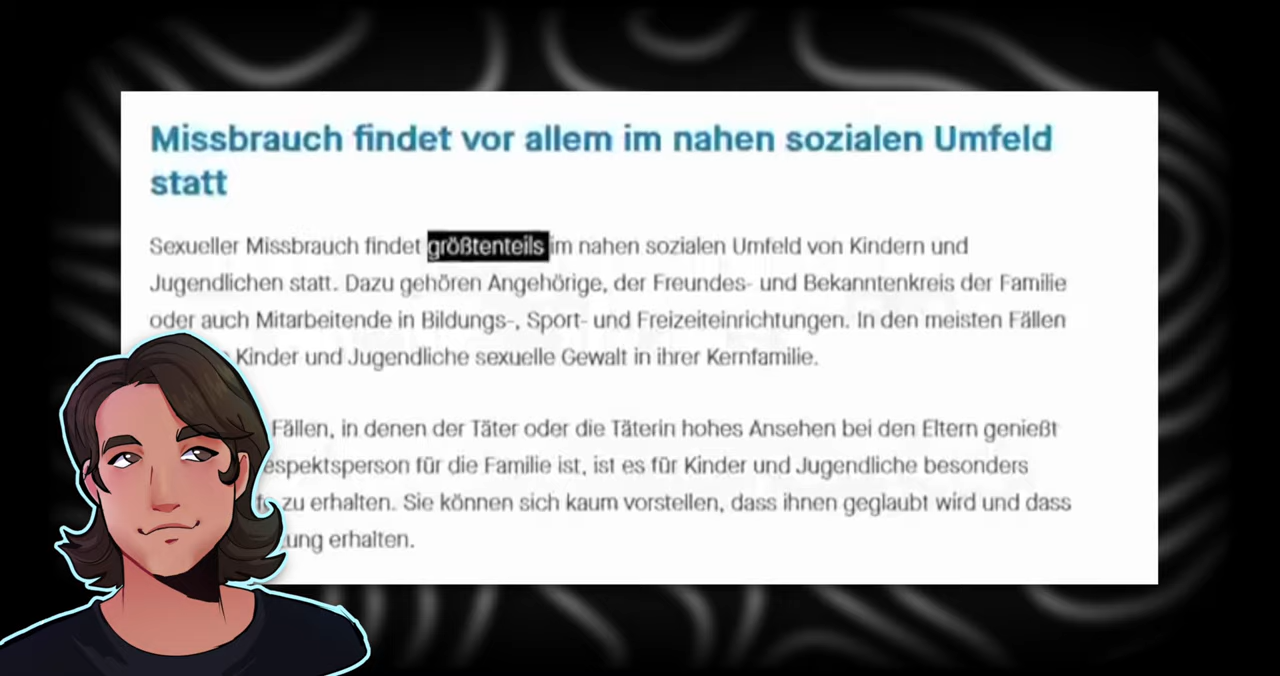 Missbrauch findet vor allem im nahen sozialen Umfeld
statt
Sexueller Missbrauch findet größtenteils im nahen sozialen Umfeld von Kindern und
Jugendlichen statt. Dazu gehören Angehörige, der Freundes- und Bekanntenkreis der Familie
oder auch Mitarbeitende in Bildungs-, Sport- und Freizeiteinrichtungen. In den meisten Fällen
Kinder und Jugendliche sexuelle Gewalt in ihrer Kernfamilie.
Fällen, in denen der Täter oder die Täterin hohes Ansehen bei den Eltern genießt
espektsperson für die Familie ist, ist es für Kinder und Jugendliche besonders
zu erhalten. Sie können sich kaum vorstellen, dass ihnen geglaubt wird und dass
ung erhalten.